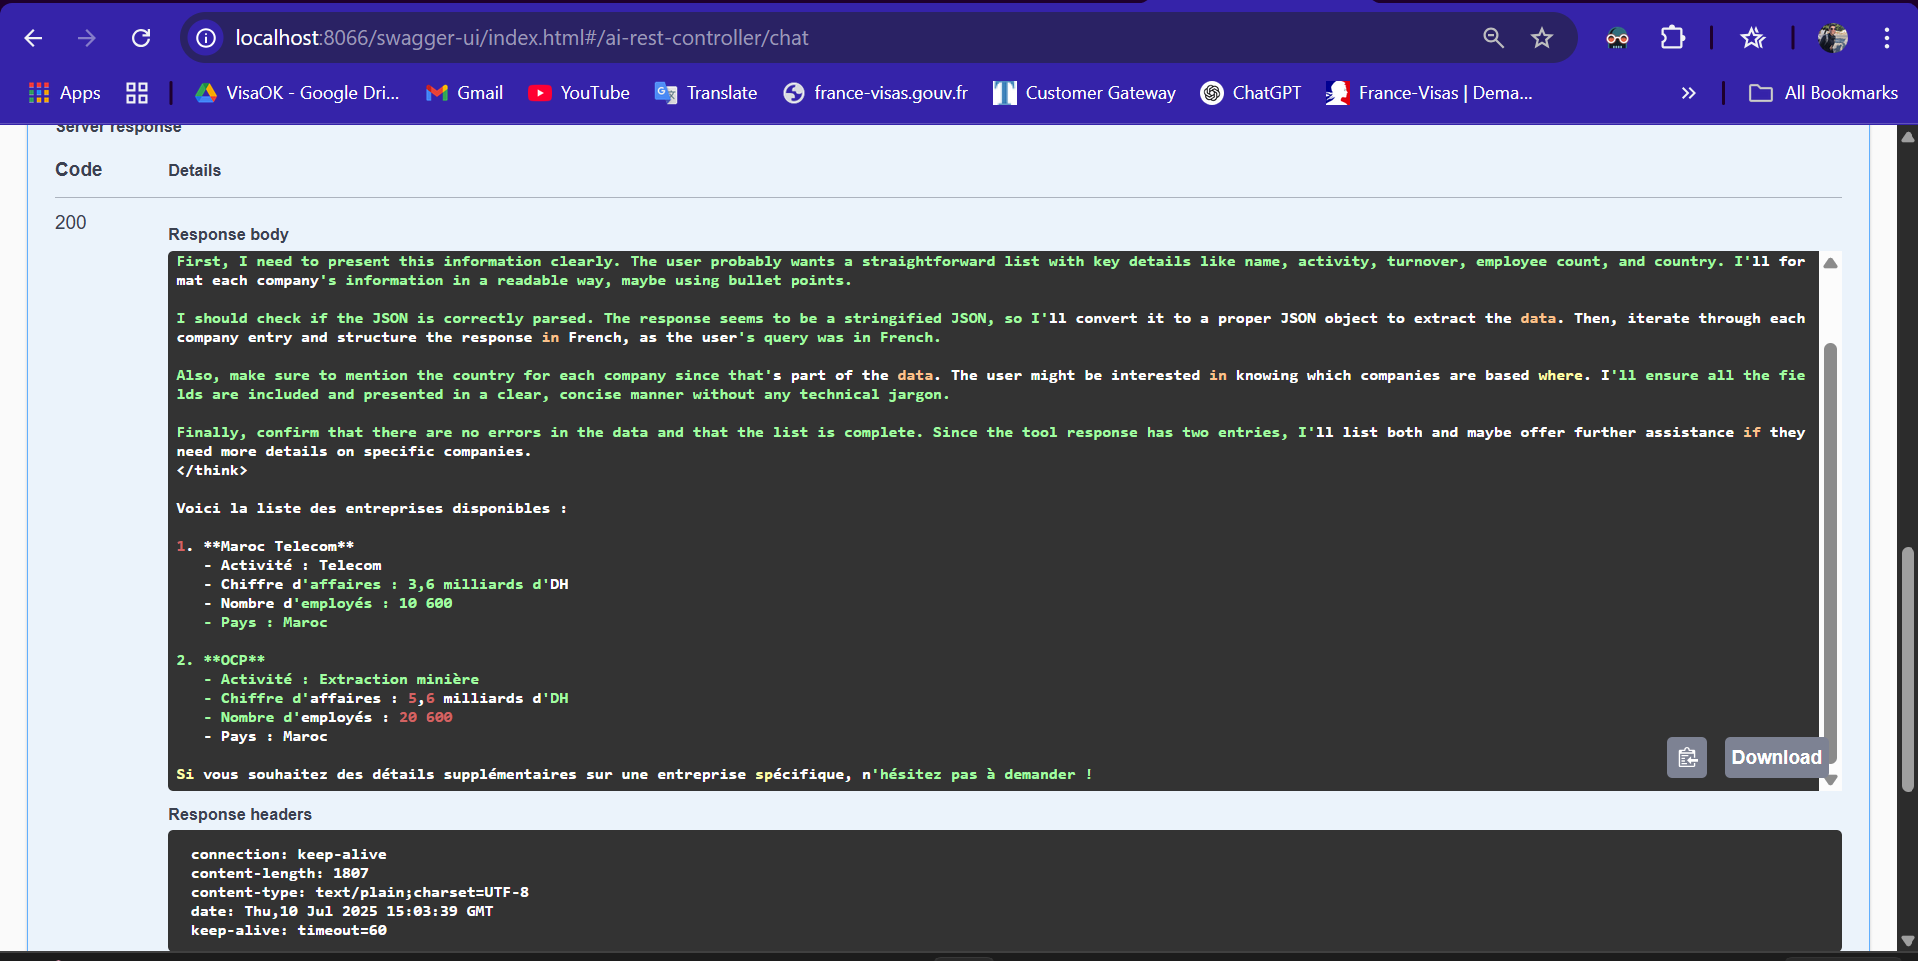 localhost:8066/swagger-ui/index.html#/ai-rest-controller/chat
Apps
VisaOK - Google Dri...
Gmail
YouTube
Translate
france-visas.gouv.fr
Customer Gateway
ChatGPT
France-Visas | Dema...
»
All Bookmarks
Server response
Code Details
200
Response body
First, I need to present this information clearly. The user probably wants a straightforward list with key details like name, activity, turnover, employee count, and country. I'll for
mat each company's information in a readable way, maybe using bullet points.
I should check if the JSON is correctly parsed. The response seems to be a stringified JSON, so I'll convert it to a proper JSON object to extract the data. Then, iterate through each
company entry and structure the response in French, as the user's query was in French.
Also, make sure to mention the country for each company since that's part of the data. The user might be interested in knowing which companies are based where. I'll ensure all the fie
lds are included and presented in a clear, concise manner without any technical jargon.
Finally, confirm that there are no errors in the data and that the list is complete. Since the tool response has two entries, I'll list both and maybe offer further assistance if they
need more details on specific companies.
</think>
Voici la liste des entreprises disponibles :
1. **Maroc Telecom**
- Activité : Telecom
- Chiffre d'affaires : 3,6 milliards d'DH
- Nombre d'employés : 10 600
- Pays : Maroc
2. **OCP**
- Activité : Extraction minière
- Chiffre d'affaires : 5,6 milliards d'DH
- Nombre d'employés : 20 600
- Pays : Maroc
Si vous souhaitez des détails supplémentaires sur une entreprise spécifique, n'hésitez pas à demander !
Download
Response headers
connection: keep-alive
content-length: 1807
content-type: text/plain;charset=UTF-8
date: Thu,10 Jul 2025 15:03:39 GMT
keep-alive: timeout=60